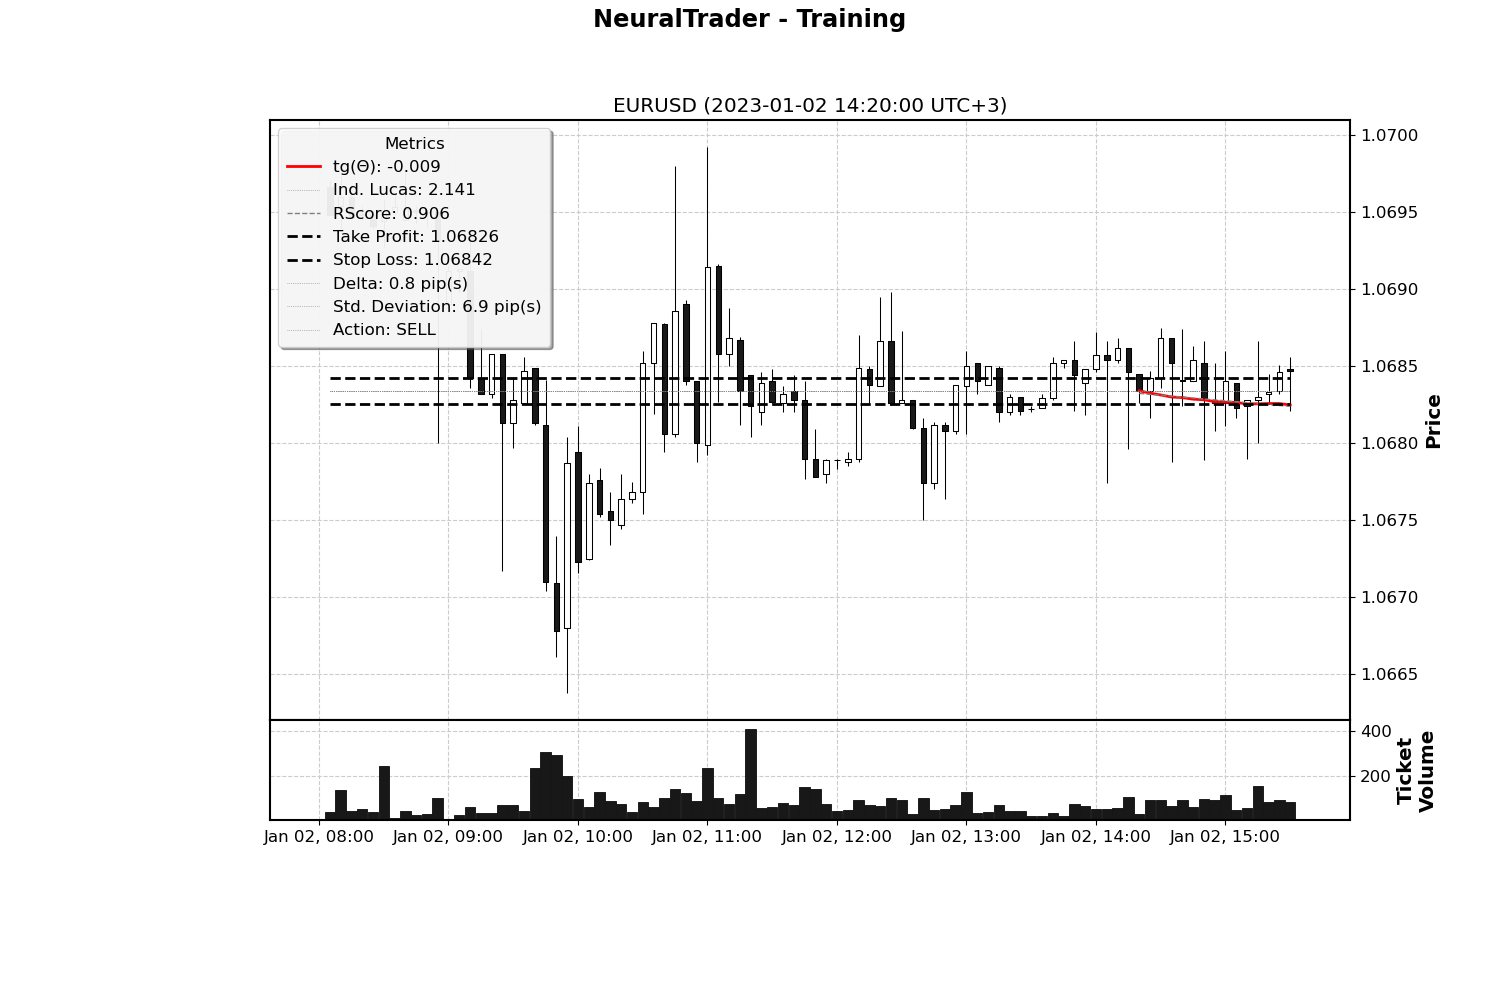 NeuralTrader - Training
EURUSD (2023-01-02 14:20:00 UTC+3)
Metrics
tg(Θ): -0.009
Ind. Lucas: 2.141
RScore: 0.906
Take Profit: 1.06826
Stop Loss: 1.06842
Delta: 0.8 pip(s)
Std. Deviation: 6.9 pip(s)
Action: SELL
1.0700
1.0695
1.0690
1.0685
1.0680
1.0675
1.0670
1.0665
Price
400
200
Ticket
Volume
Jan 02, 08:00
Jan 02, 09:00
Jan 02, 10:00
Jan 02, 11:00
Jan 02, 12:00
Jan 02, 13:00
Jan 02, 14:00
Jan 02, 15:00